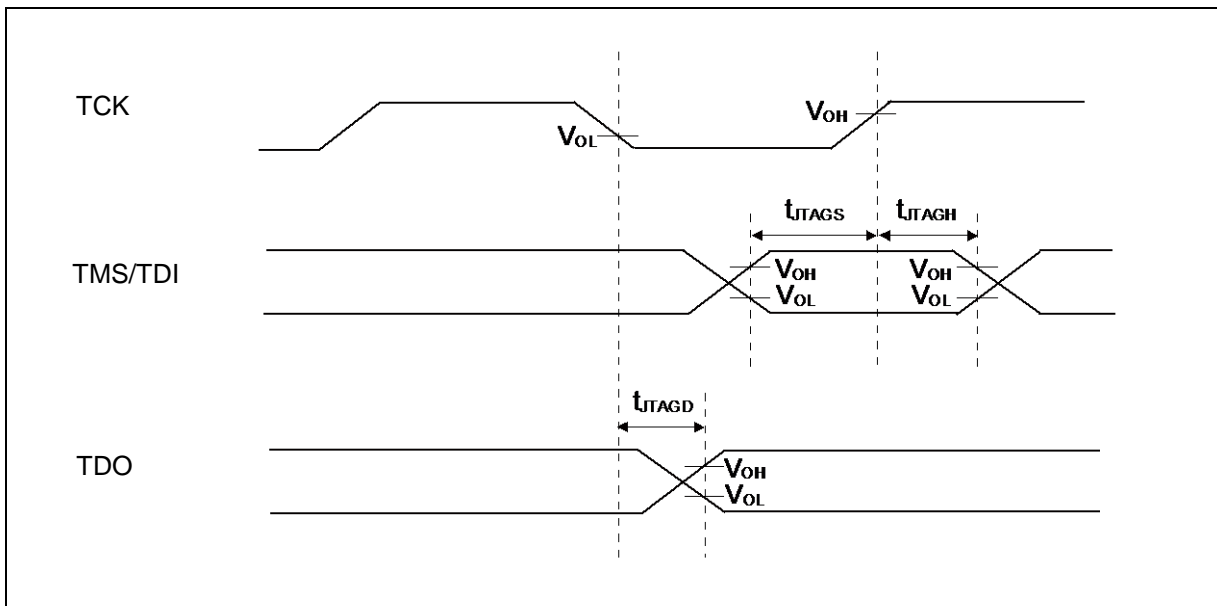 TCK
VOL
VOH
tJTAGS
tJTAGH
TMS/TDI
VOH
VOL
VOH
VOL
tJTAGD
TDO
VOH
VOL